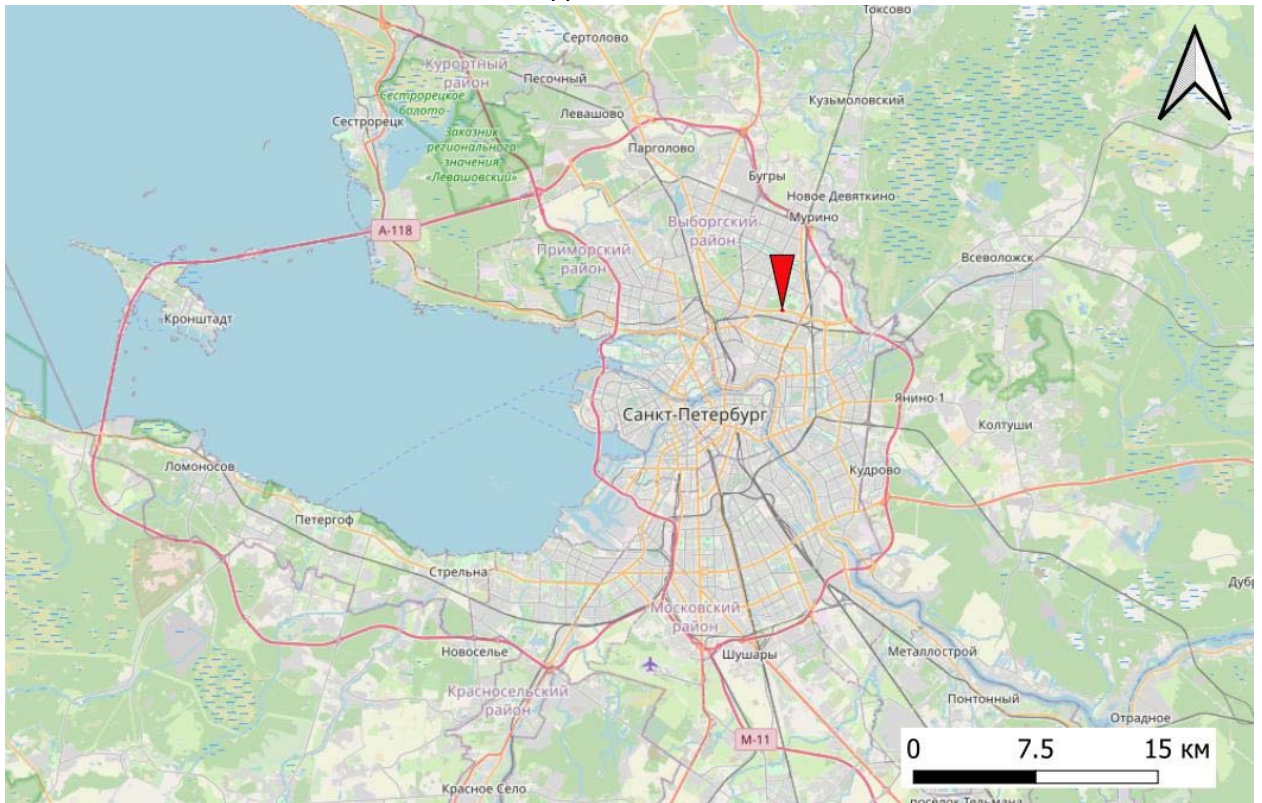 Токсово
Сертолово
Курортный
район
Песочный
Сестрорецкое
болото
Кузьмоловский
Левашово
Сестрорецк
Заказник
регионального
значения
«Левашовский»
Парголово
Бугры
Новое Девяткино
Мурино
Выборгский
район
А-118
Приморский
район
Всеволожск
Кронштадт
Янино-1
Санкт-Петербург
Колтуши
Ломоносов
Кудрово
Петергоф
Стрельна
Московский
район
Новоселье
Шушары
Металлострой
Красносельский
район
Понтонный
Отрадное
М-11
0 7.5 15 км
Красное Село